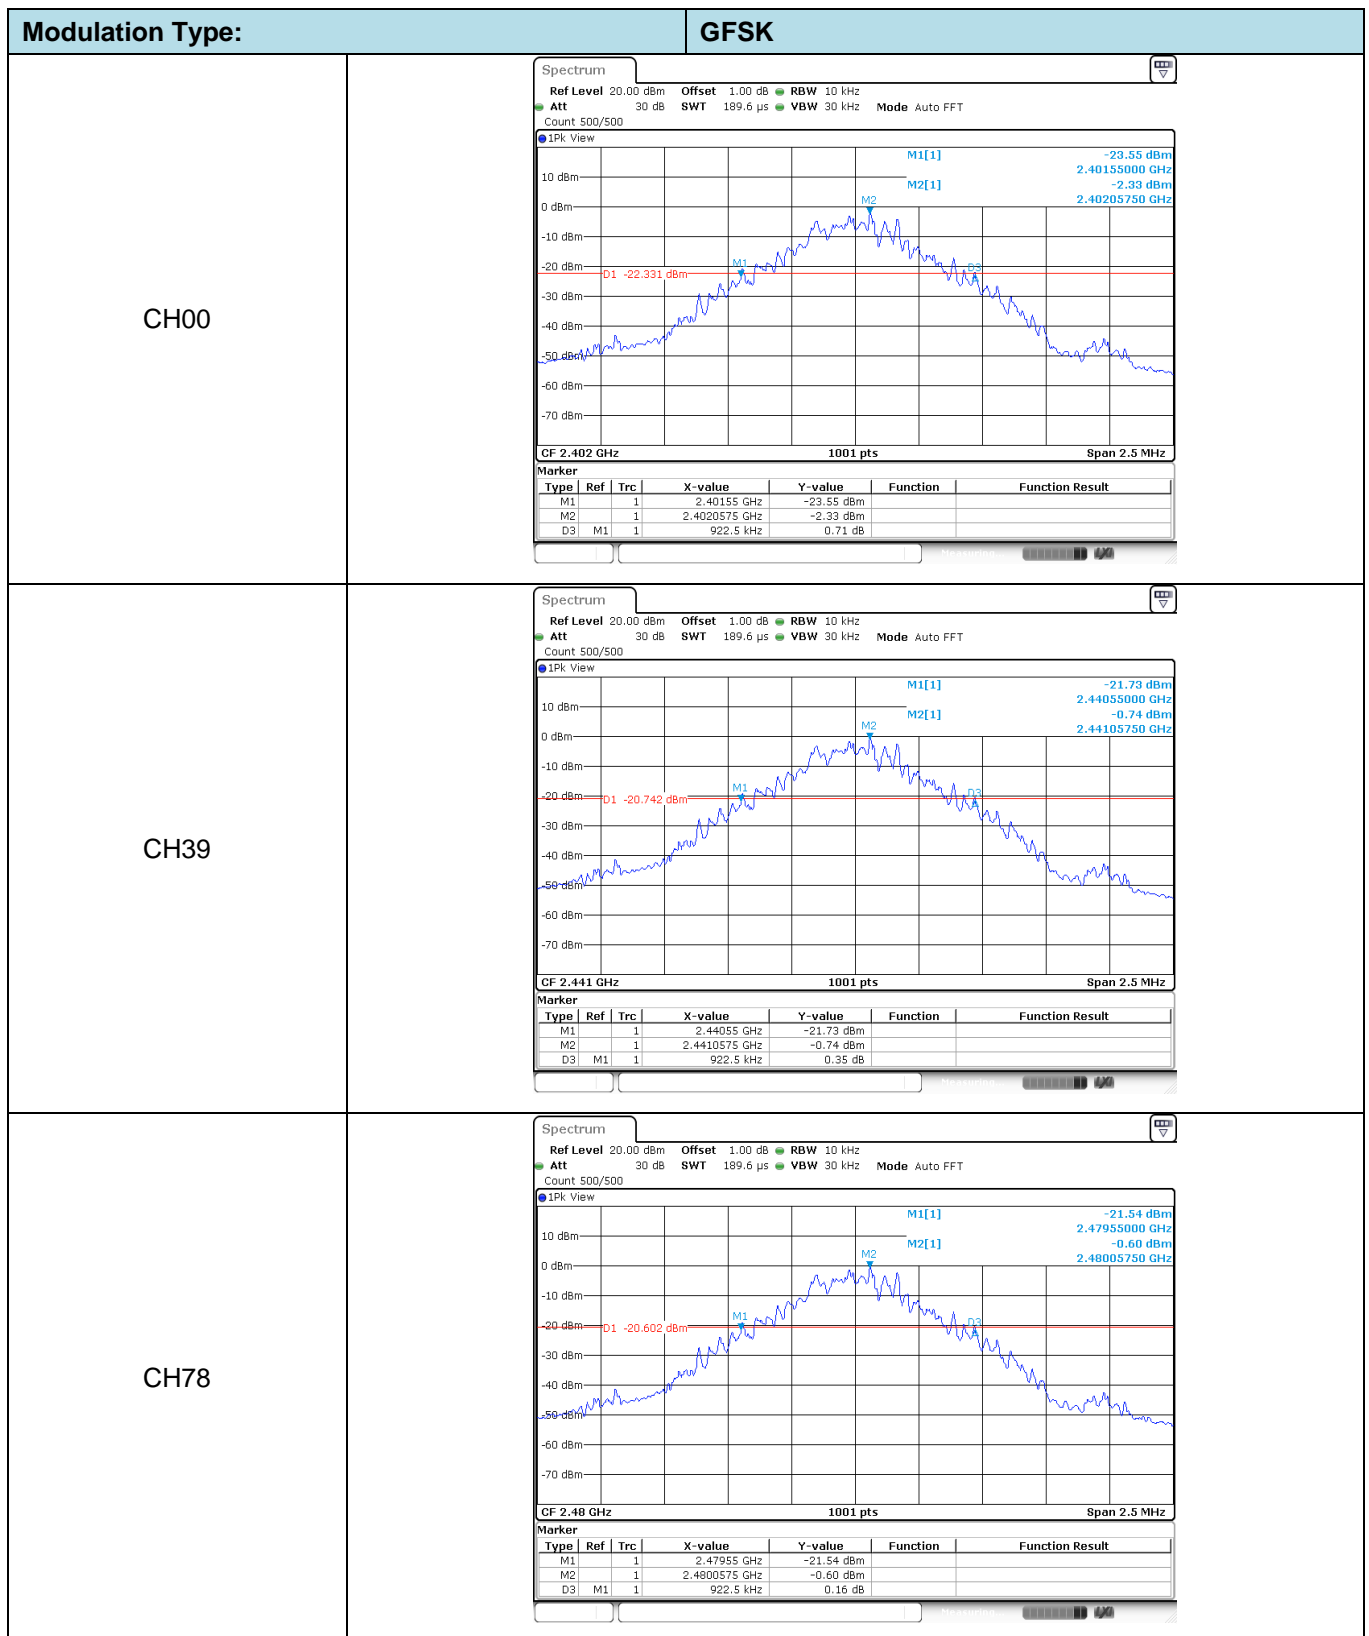 Modulation Type: GFSK
CH00
Spectrum
Ref Level 20.00 dBm Offset 1.00 dB RBW 10 kHz
Att 30 dB SWT 189.6 µs VBW 30 kHz Mode Auto FFT
Count 500/500
1Pk View
M1[1] -23.55 dBm
2.40155000 GHz
10 dBm
M2[1] -2.33 dBm
2.40205750 GHz
M2
0 dBm
-10 dBm
M1
D3
-20 dBm
D1 -22.331 dBm
-30 dBm
-40 dBm
-50 dBm
-60 dBm
-70 dBm
CF 2.402 GHz 1001 pts Span 2.5 MHz
Marker
Type Ref Trc X-value Y-value Function Function Result
M1 1 2.40155 GHz -23.55 dBm
M2 1 2.4020575 GHz -2.33 dBm
D3 M1 1 922.5 kHz 0.71 dB
Measuring...
CH39
Spectrum
Ref Level 20.00 dBm Offset 1.00 dB RBW 10 kHz
Att 30 dB SWT 189.6 µs VBW 30 kHz Mode Auto FFT
Count 500/500
1Pk View
M1[1] -21.73 dBm
2.44055000 GHz
10 dBm
M2[1] -0.74 dBm
2.44105750 GHz
M2
0 dBm
-10 dBm
M1
D3
-20 dBm
D1 -20.742 dBm
-30 dBm
-40 dBm
-50 dBm
-60 dBm
-70 dBm
CF 2.441 GHz 1001 pts Span 2.5 MHz
Marker
Type Ref Trc X-value Y-value Function Function Result
M1 1 2.44055 GHz -21.73 dBm
M2 1 2.4410575 GHz -0.74 dBm
D3 M1 1 922.5 kHz 0.35 dB
Measuring...
CH78
Spectrum
Ref Level 20.00 dBm Offset 1.00 dB RBW 10 kHz
Att 30 dB SWT 189.6 µs VBW 30 kHz Mode Auto FFT
Count 500/500
1Pk View
M1[1] -21.54 dBm
2.47955000 GHz
10 dBm
M2[1] -0.60 dBm
2.48005750 GHz
M2
0 dBm
-10 dBm
M1
D3
-20 dBm
D1 -20.602 dBm
-30 dBm
-40 dBm
-50 dBm
-60 dBm
-70 dBm
CF 2.48 GHz 1001 pts Span 2.5 MHz
Marker
Type Ref Trc X-value Y-value Function Function Result
M1 1 2.47955 GHz -21.54 dBm
M2 1 2.4800575 GHz -0.60 dBm
D3 M1 1 922.5 kHz 0.16 dB
Measuring...